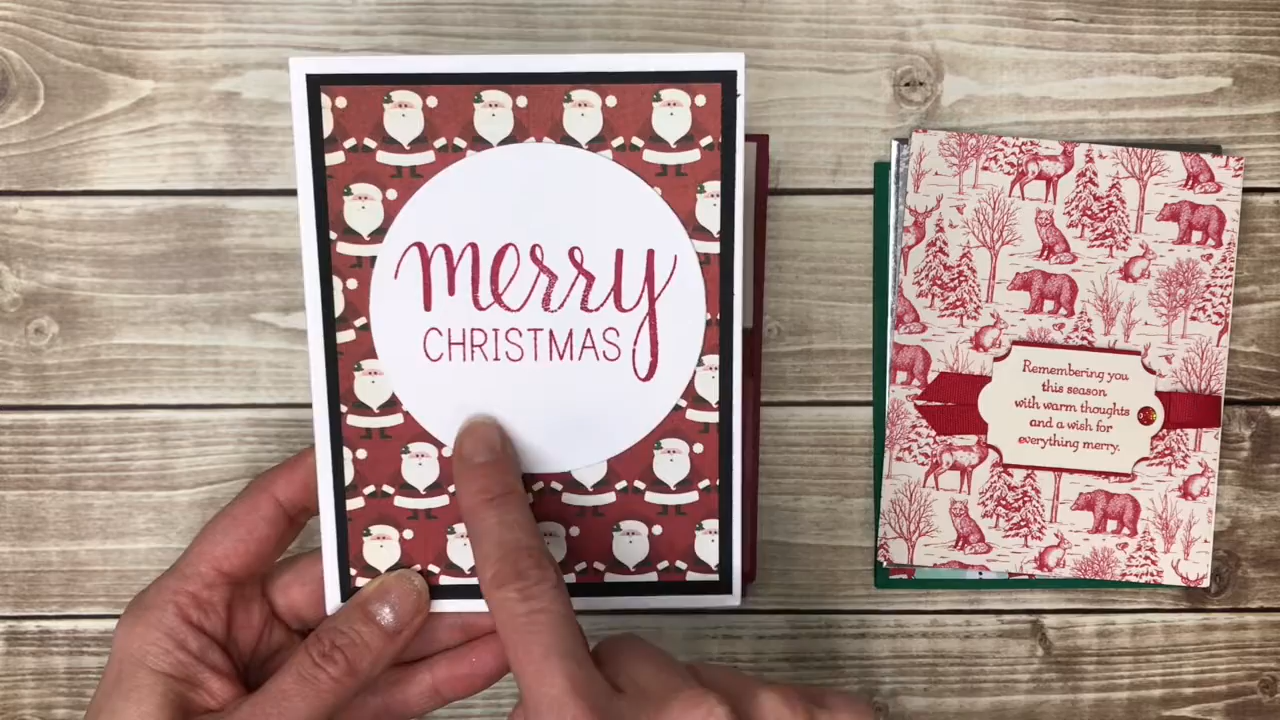 merry
CHRISTMAS
Remembering you
this season
with warm thoughts
and a wish for
everything merry.